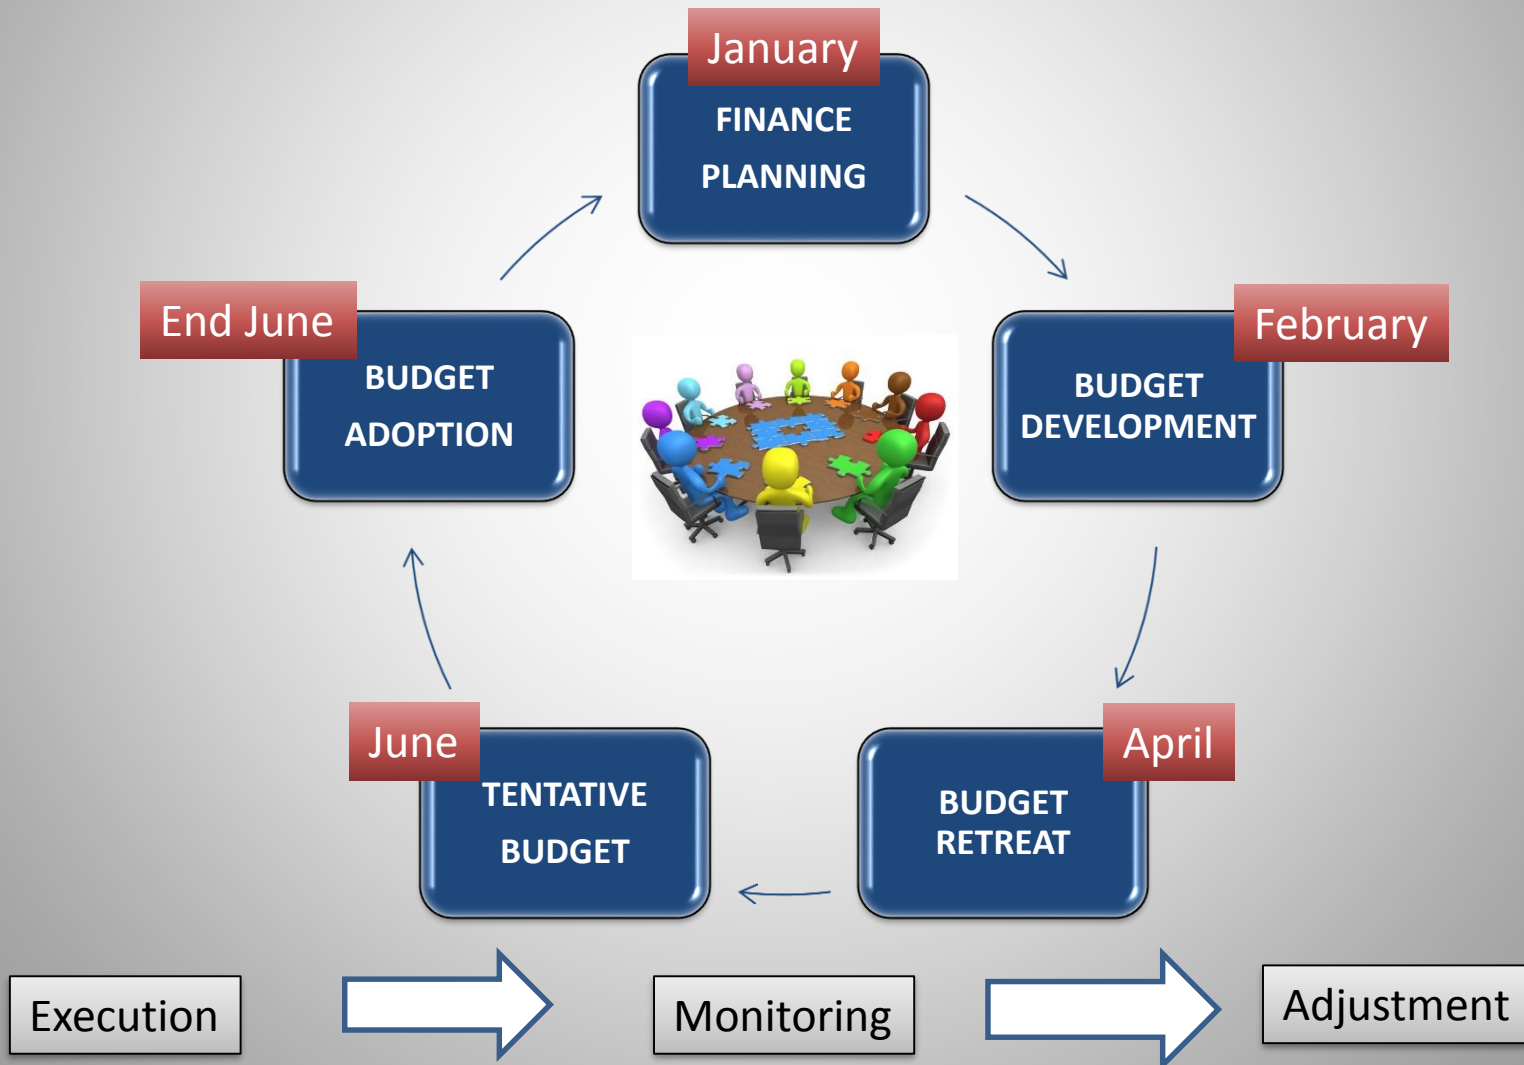 January
FINANCE
PLANNING
February
BUDGET
DEVELOPMENT
April
BUDGET
RETREAT
June
TENTATIVE
BUDGET
End June
BUDGET
ADOPTION
Execution
Monitoring
Adjustment